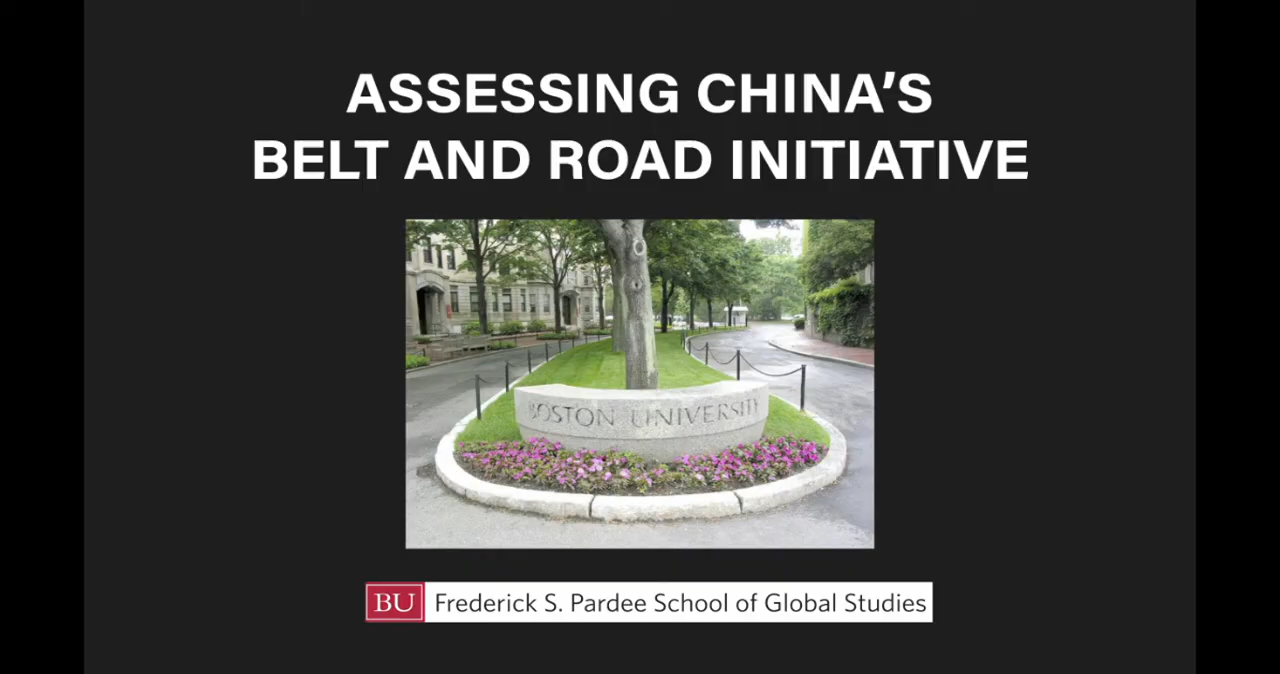 ASSESSING CHINA’S
BELT AND ROAD INITIATIVE
BOSTON UNIVERSITY
BU Frederick S. Pardee School of Global Studies